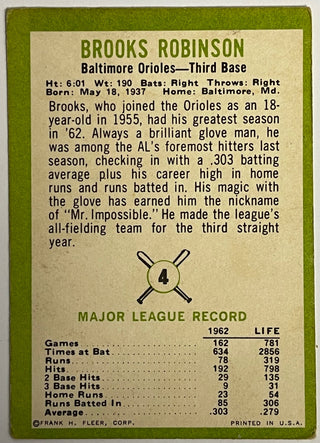 BROOKS ROBINSON
Baltimore Orioles—Third Base
Ht: 6:01 Wt: 190 Bats: Right Throws: Right
Born: May 18, 1937 Home: Baltimore, Md.
Brooks, who joined the Orioles as an 18-
year-old in 1955, had his greatest season
in '62. Always a brilliant glove man, he
was among the AL's foremost hitters last
season, checking in with a .303 batting
average plus his career high in home
runs and runs batted in. His magic with
the glove has earned him the nickname
of "Mr. Impossible." He made the league's
all-fielding team for the third straight
year.
4
MAJOR LEAGUE RECORD
1962 LIFE
Games 162 781
Times at Bat 634 2856
Runs 78 319
Hits 192 798
2 Base Hits 29 135
3 Base Hits 9 31
Home Runs 23 54
Runs Batted In 85 306
Average .303 .279
©FRANK H. FLEER, CORP. PRINTED IN U.S.A.